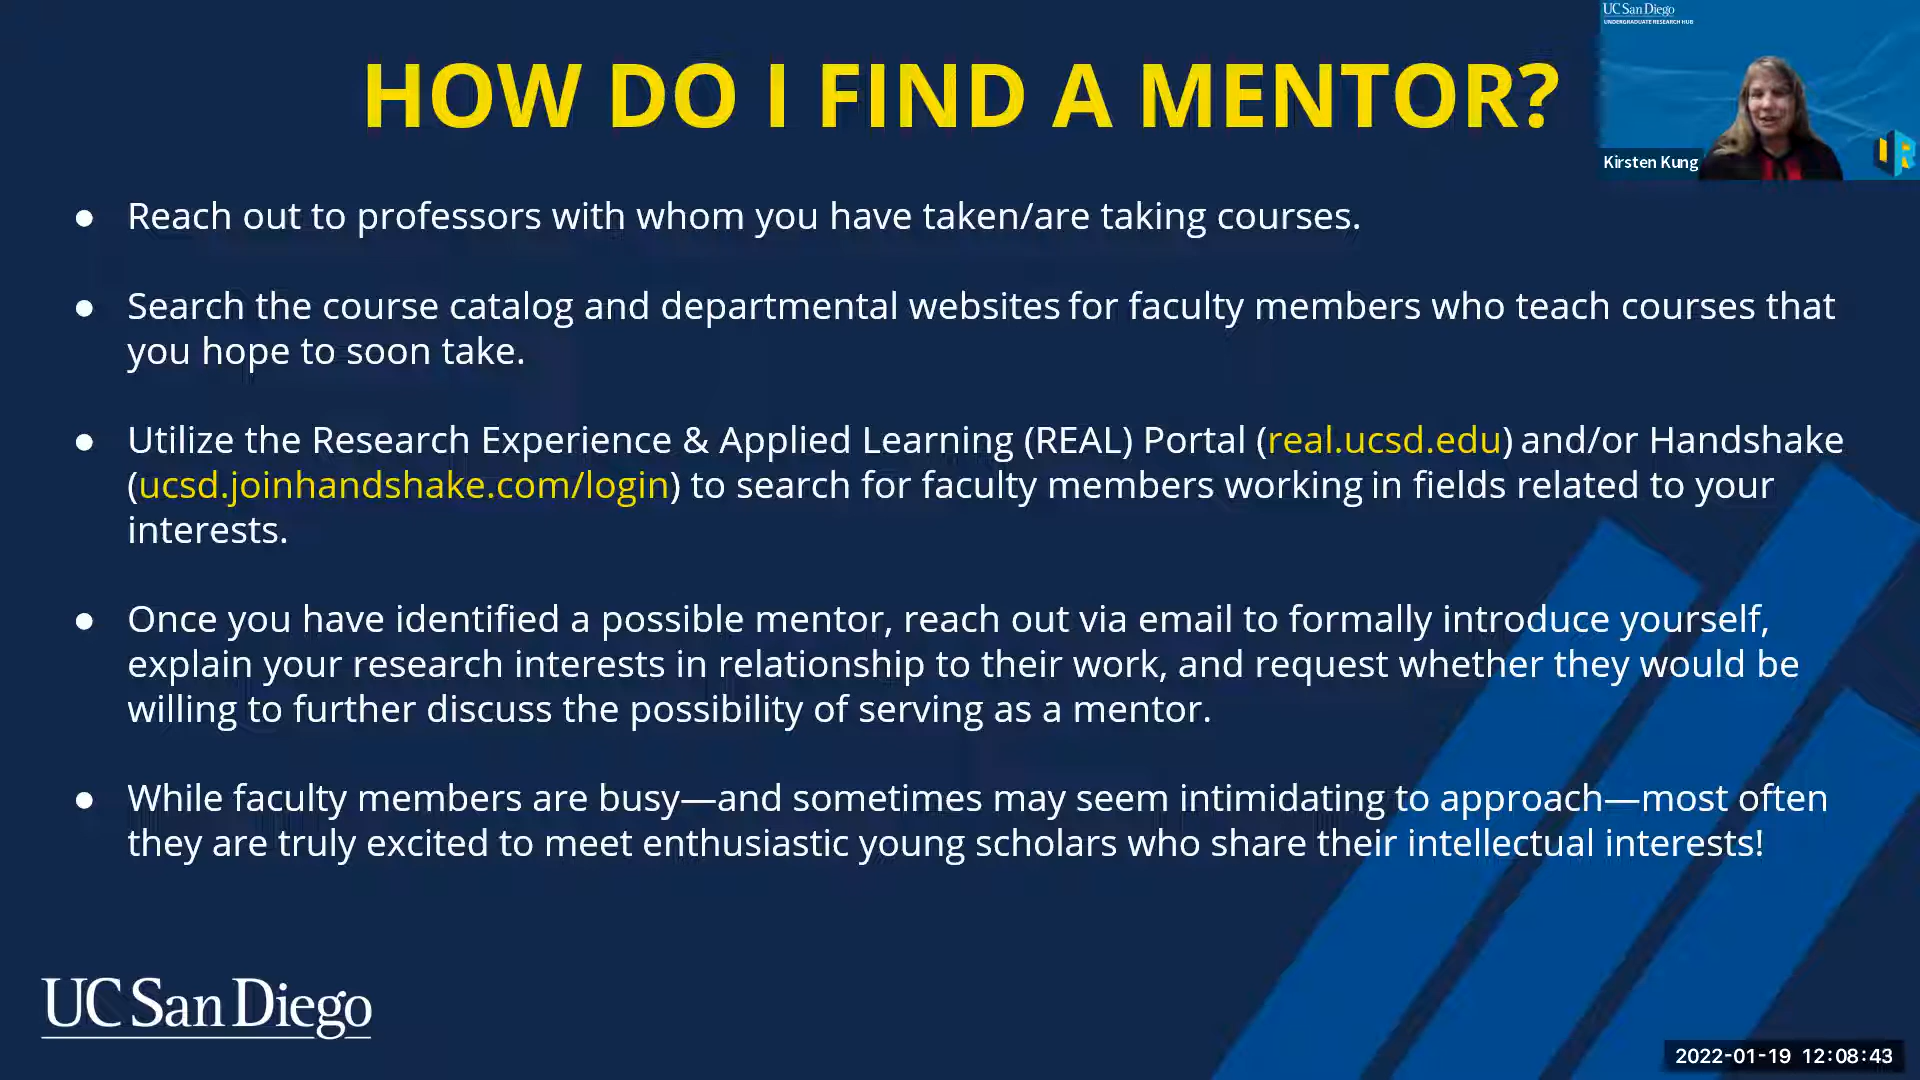 UC San Diego
UNDERGRADUATE RESEARCH HUB
HOW DO I FIND A MENTOR?
Kirsten Kung
● Reach out to professors with whom you have taken/are taking courses.
● Search the course catalog and departmental websites for faculty members who teach courses that
you hope to soon take.
● Utilize the Research Experience & Applied Learning (REAL) Portal (real.ucsd.edu) and/or Handshake
(ucsd.joinhandshake.com/login) to search for faculty members working in fields related to your
interests.
● Once you have identified a possible mentor, reach out via email to formally introduce yourself,
explain your research interests in relationship to their work, and request whether they would be
willing to further discuss the possibility of serving as a mentor.
● While faculty members are busy—and sometimes may seem intimidating to approach—most often
they are truly excited to meet enthusiastic young scholars who share their intellectual interests!
UC San Diego
2022-01-19 12:08:43